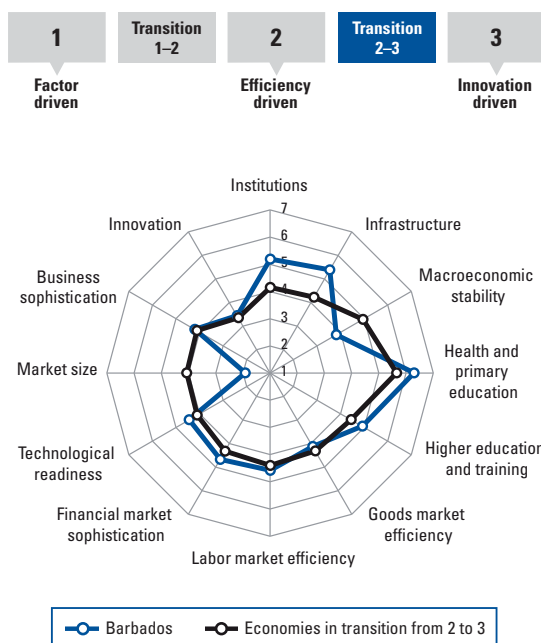 1
Transition
1–2
2
Transition
2–3
3
Factor
driven
Efficiency
driven
Innovation
driven
Institutions
7
Innovation
6
Infrastructure
5
Business
sophistication
4
Macroeconomic
stability
3
2
Market size
1
Health and
primary
education
Technological
readiness
Higher education
and training
Financial market
sophistication
Goods market
efficiency
Labor market efficiency
Barbados
Economies in transition from 2 to 3